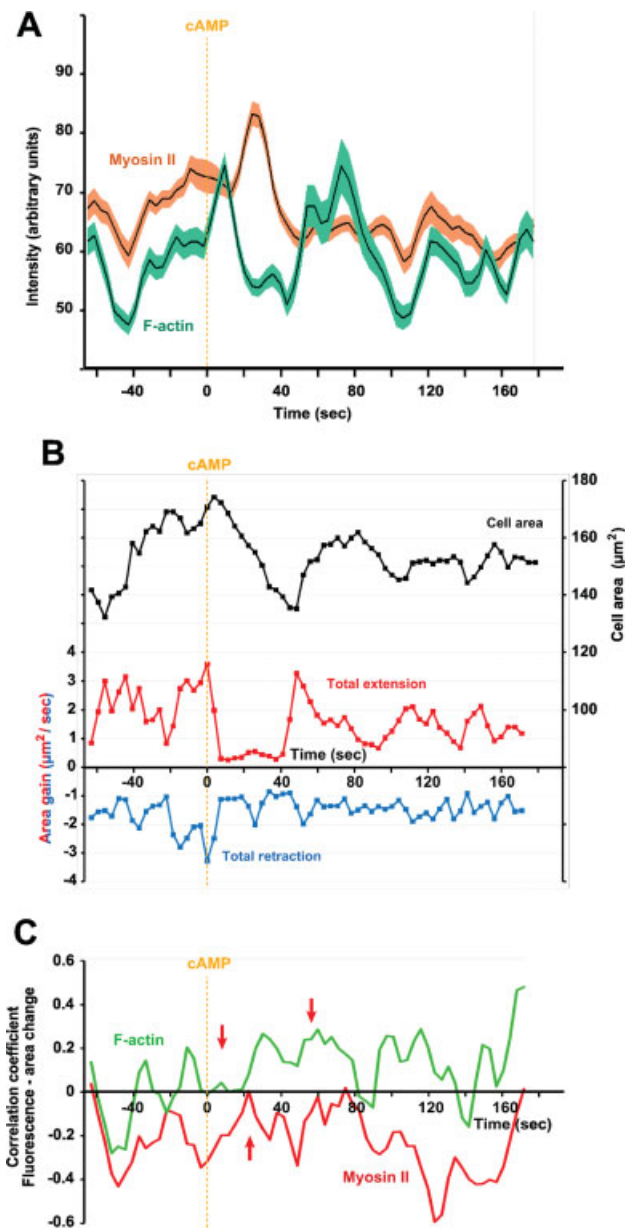 A
cAMP
90
80
70
60
50
Intensity (arbitrary units)
Myosin II
F-actin
-40 0 40 80 120 160
Time (sec)
B
cAMP
180
160
140
120
100
Cell area
Cell area (µm²)
4
3
2
1
0
-1
-2
-3
-4
Area gain (µm²/ sec)
Total extension
Time (sec)
-60 -40 0 40 80 120 160
Total retraction
C
cAMP
0.6
0.4
0.2
0
-0.2
-0.4
-0.6
Correlation coefficient
Fluorescence - area change
F-actin
-40 0 40 80 120 160
Time (sec)
Myosin II